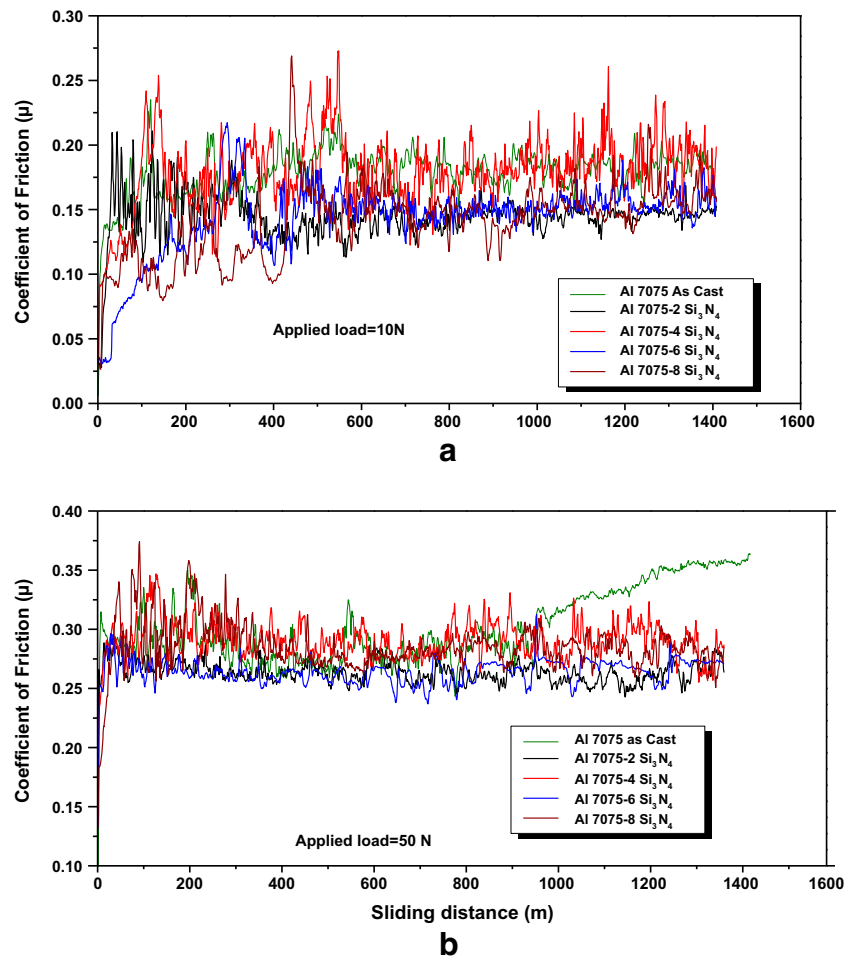 Coefficient of Friction (μ)
0.30
0.25
0.20
0.15
0.10
0.05
0.00
Applied load=10N
Al 7075 As Cast
Al 7075-2 Si₃N₄
Al 7075-4 Si₃N₄
Al 7075-6 Si₃N₄
Al 7075-8 Si₃N₄
0 200 400 600 800 1000 1200 1400 1600
a
Coefficient of Friction (μ)
0.40
0.35
0.30
0.25
0.20
0.15
0.10
Al 7075 as Cast
Al 7075-2 Si₃N₄
Al 7075-4 Si₃N₄
Al 7075-6 Si₃N₄
Al 7075-8 Si₃N₄
Applied load=50 N
0 200 400 600 800 1000 1200 1400 1600
Sliding distance (m)
b